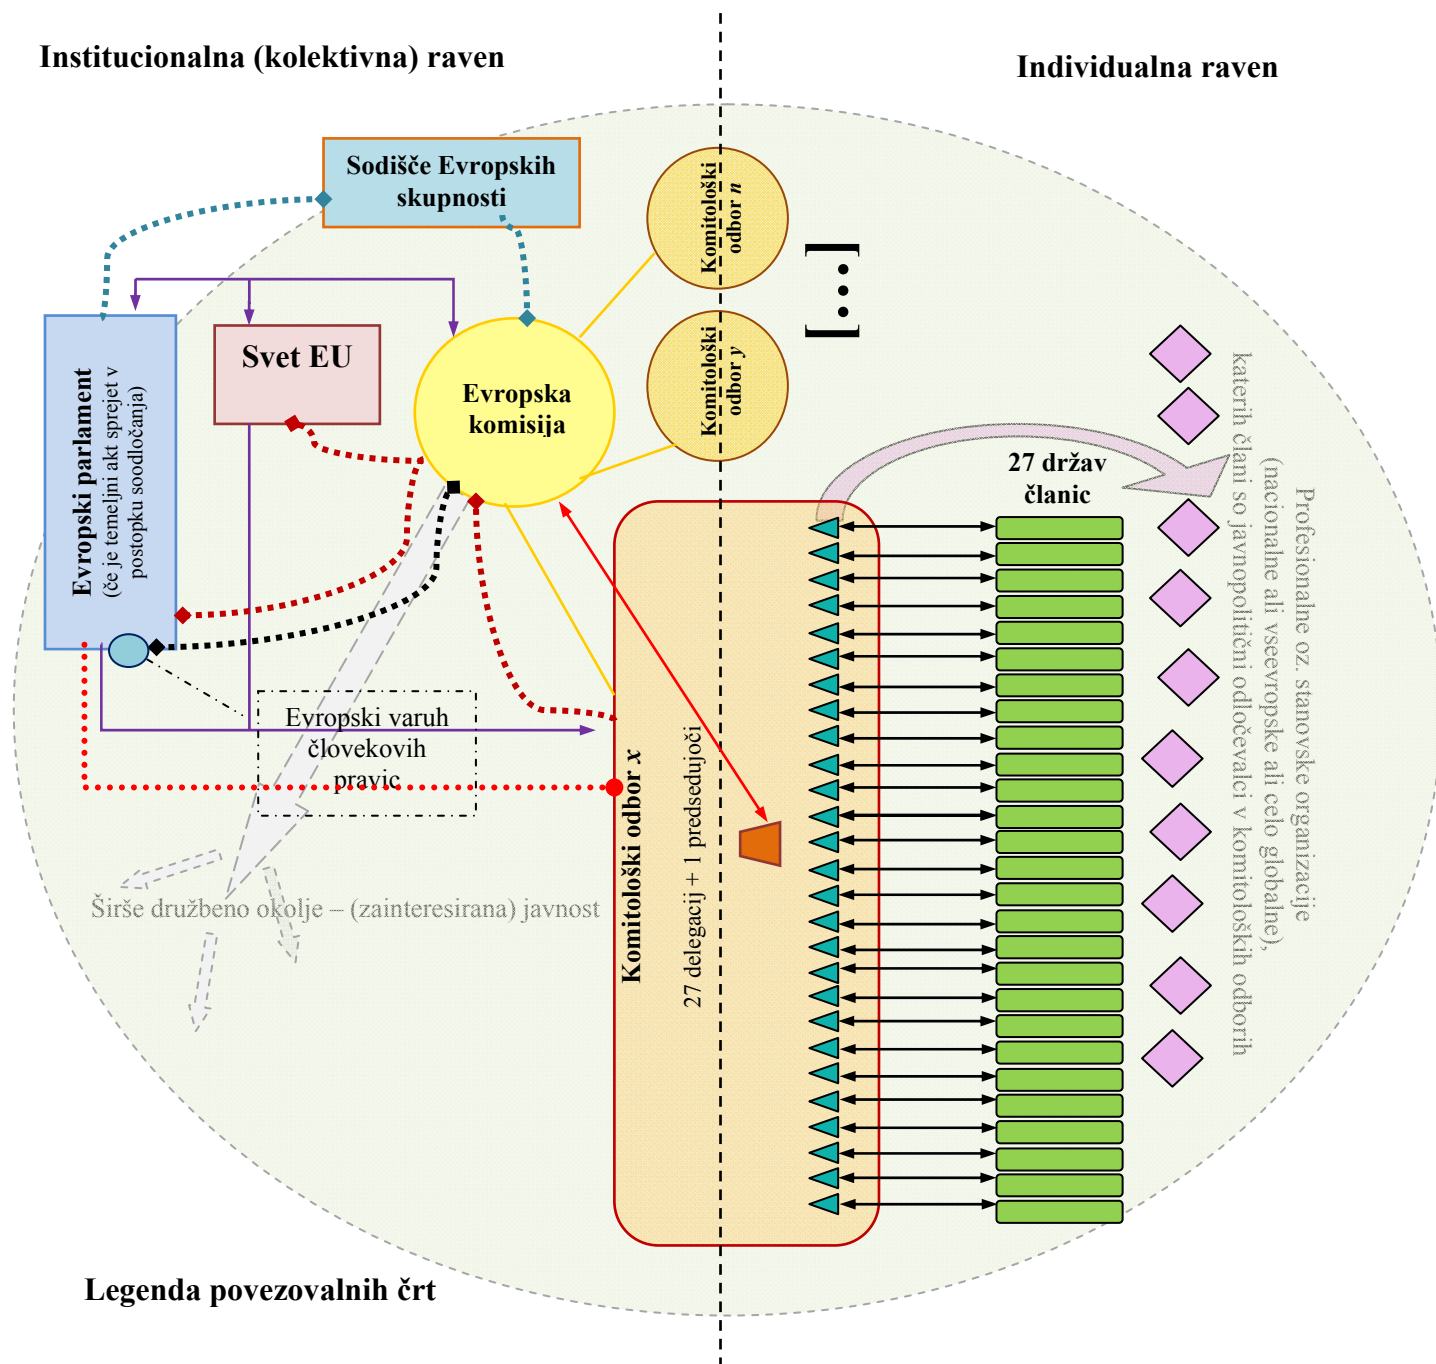 Institucionalna (kolektivna) raven
Individualna raven
Sodišče Evropskih
skupnosti
Komitološki
odbor n
[...]
Komitološki
odbor y
Evropski parlament
(če je temeljni akt sprejet v
postopku soodločanja)
Svet EU
Evropska
komisija
27 držav
članic
Profesionalne oz. stanovske organizacije
(nacionalne ali vseevropske ali celo globalne),
katerih člani so javnopolitični odločevalci v komitoloških odborih
Evropski varuh
človekovih
pravic
Komitološki odbor x
27 delegacij + 1 predsedujoči
Širše družbeno okolje – (zainteresirana) javnost
Legenda povezovalnih črt